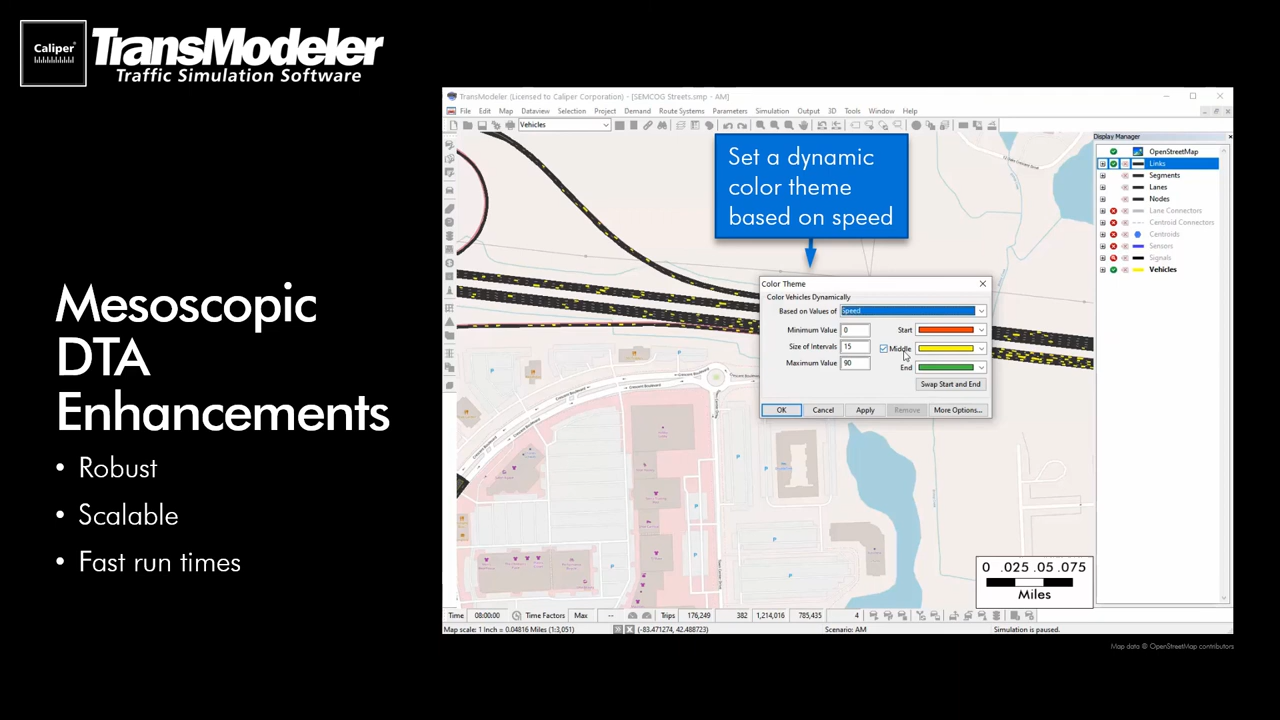 Caliper
TransModeler
Traffic Simulation Software
Mesoscopic
DTA
Enhancements
• Robust
• Scalable
• Fast run times
TransModeler (Licensed to Caliper Corporation) - [SEMCOG Streets.smp - AM]
File Edit Map Dataview Selection Project Demand Route Systems Parameters Simulation Output 3D Tools Window Help
Vehicles
Set a dynamic
color theme
based on speed
Color Theme
Color Vehicles Dynamically
Based on Values of Speed
Minimum Value 0 Start
Size of Intervals 15 Middle
Maximum Value 90 End
Swap Start and End
OK Cancel Apply Remove More Options...
Crescent Boulevard
Crescent Boulevard
Crescent Boulevard
Display Manager
OpenStreetMap
Links
Segments
Lanes
Nodes
Lane Connectors
Centroid Connectors
Centroids
Sensors
Signals
Vehicles
0 .025 .05 .075
Miles
Time 08:00:00 Time Factors Max -- Trips 176,249 382 1,214,016 785,435 4
Map scale: 1 Inch = 0.04816 Miles (1:3,051) (-83.471274, 42.488723) Scenario: AM Simulation is paused.
Map data © OpenStreetMap contributors